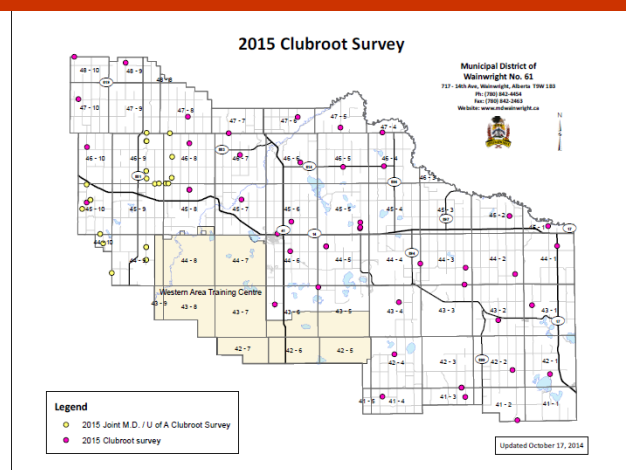 2015 Clubroot Survey
Municipal District of
Wainwright No. 61
717 - 14th Ave, Wainwright, Alberta T9W 1B3
Ph: (780) 842-4454
Fax: (780) 842-2463
Website: www.mdwainwright.ca
N
48 - 10 48 - 9 48 - 8
47 - 10 47 - 9 47 - 8 47 - 7 47 - 6 47 - 5 47 - 4
46 - 10 46 - 9 46 - 8 46 - 7 46 - 6 46 - 5 46 - 4 46 - 3
45 - 10 45 - 9 45 - 8 45 - 7 45 - 6 45 - 5 45 - 4 45 - 3 45 - 2 45 - 1
44 - 10 44 - 9 44 - 8 44 - 7 44 - 6 44 - 5 44 - 4 44 - 3 44 - 2 44 - 1
Western Area Training Centre
43 - 9 43 - 8 43 - 7 43 - 6 43 - 5 43 - 4 43 - 3 43 - 2 43 - 1
42 - 7 42 - 6 42 - 5 42 - 4 42 - 3 42 - 2 42 - 1
41 - 5 41 - 4 41 - 3 41 - 2 41 - 1
Legend
2015 Joint M.D. / U of A Clubroot Survey
2015 Clubroot survey
Updated October 17, 2014